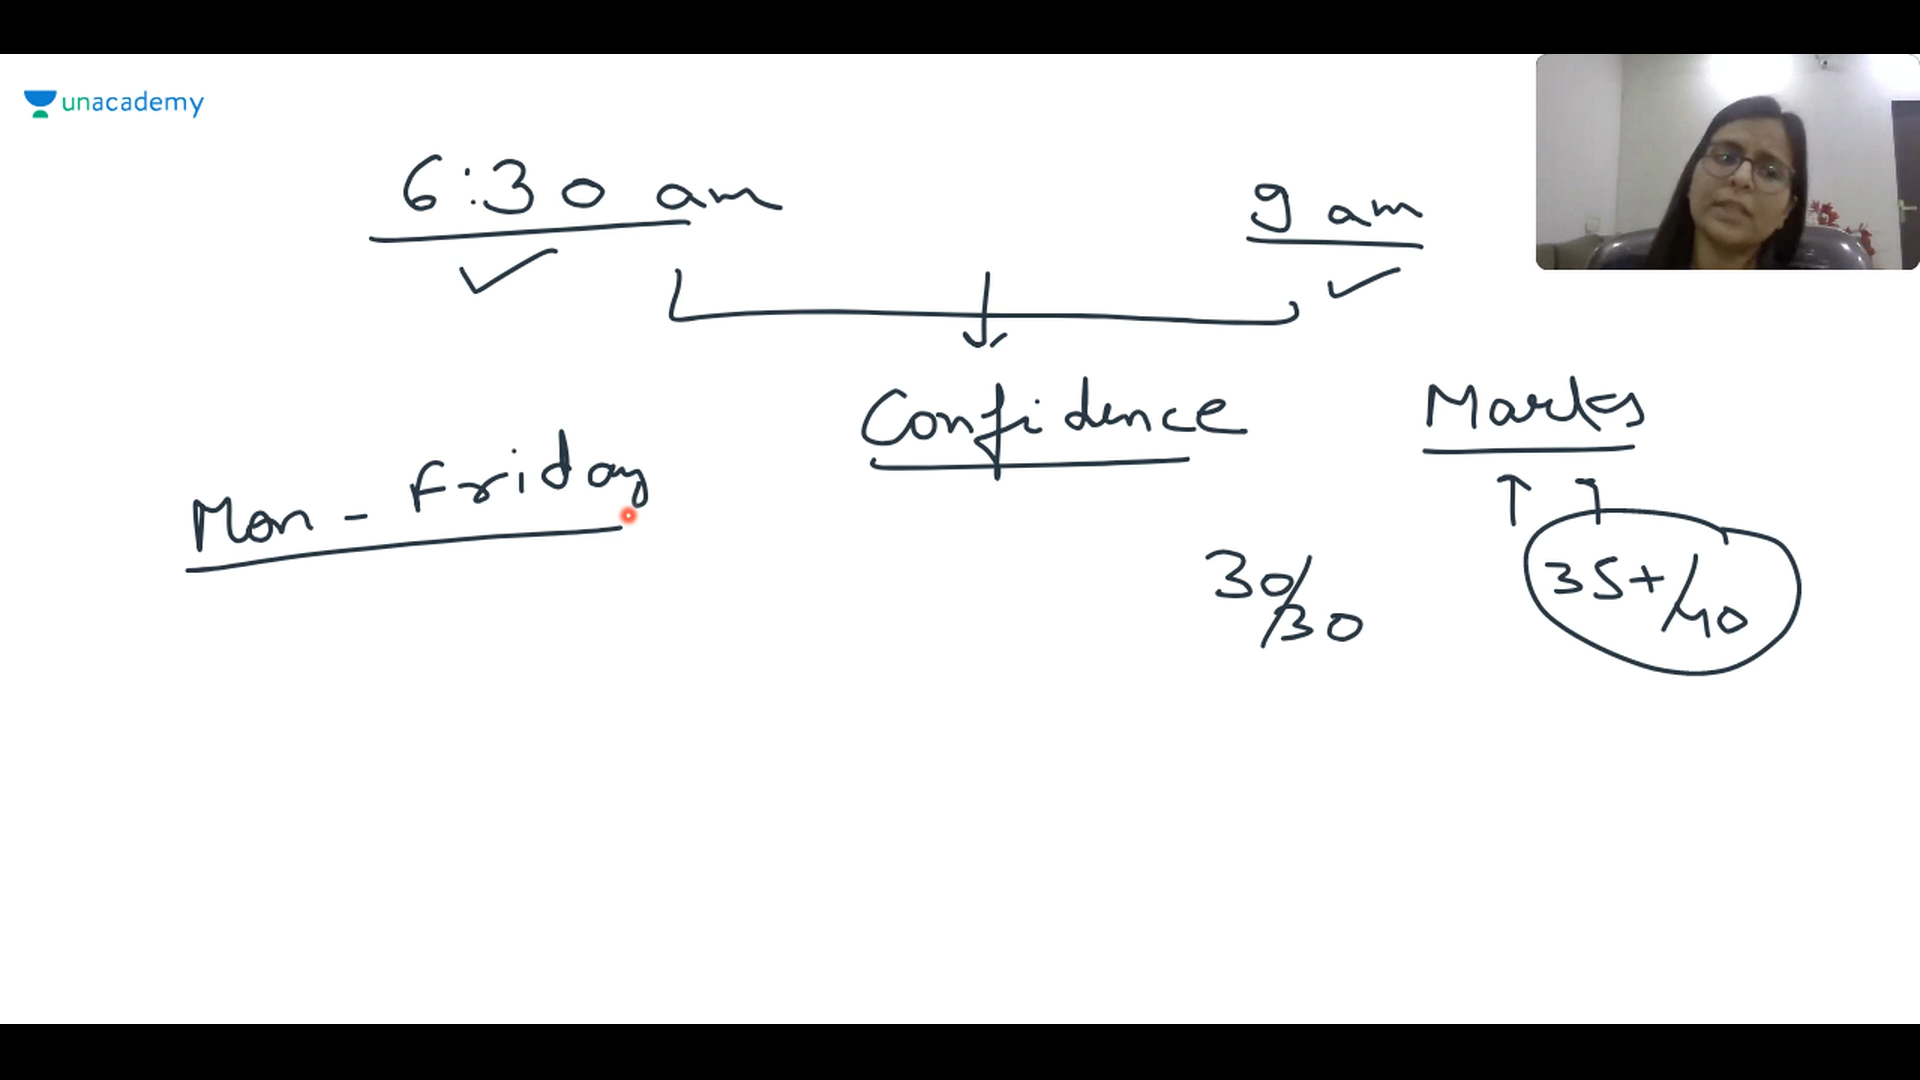 unacademy
6:30 am 9 am
Confidence Marks
Mon - Friday
30/30 35+/40